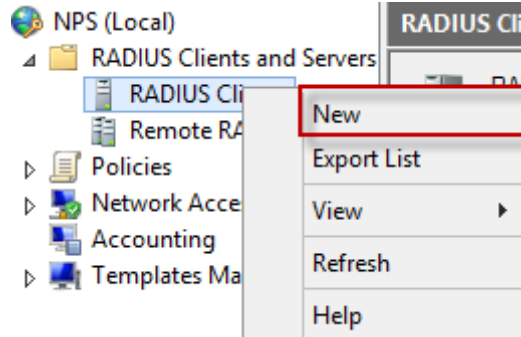 NPS (Local)
RADIUS Cli
RADIUS Clients and Servers
RADIUS Cli
New
Remote RA
Export List
Policies
Network Acce
View
Accounting
Refresh
Templates Ma
Help